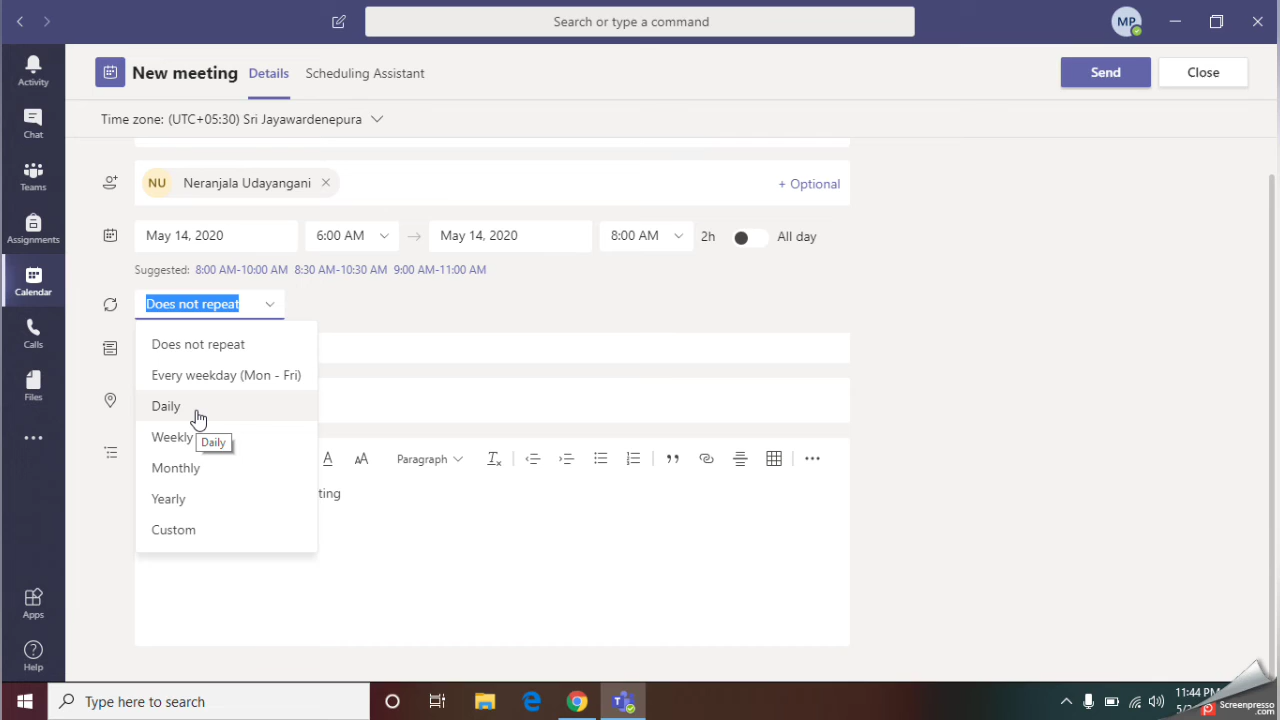 Search or type a command
MP
Activity
Chat
Teams
Assignments
Calendar
Calls
Files
Apps
Help
New meeting
Details
Scheduling Assistant
Send
Close
Time zone: (UTC+05:30) Sri Jayawardenepura
NU Neranjala Udayangani
+ Optional
May 14, 2020 6:00 AM May 14, 2020 8:00 AM 2h All day
Suggested: 8:00 AM-10:00 AM 8:30 AM-10:30 AM 9:00 AM-11:00 AM
Does not repeat
Does not repeat
Every weekday (Mon - Fri)
Daily
Weekly
Daily
Monthly
Yearly
Custom
A AA Paragraph Tx
ting
Type here to search
11:44 PM
Screenpresso
.com